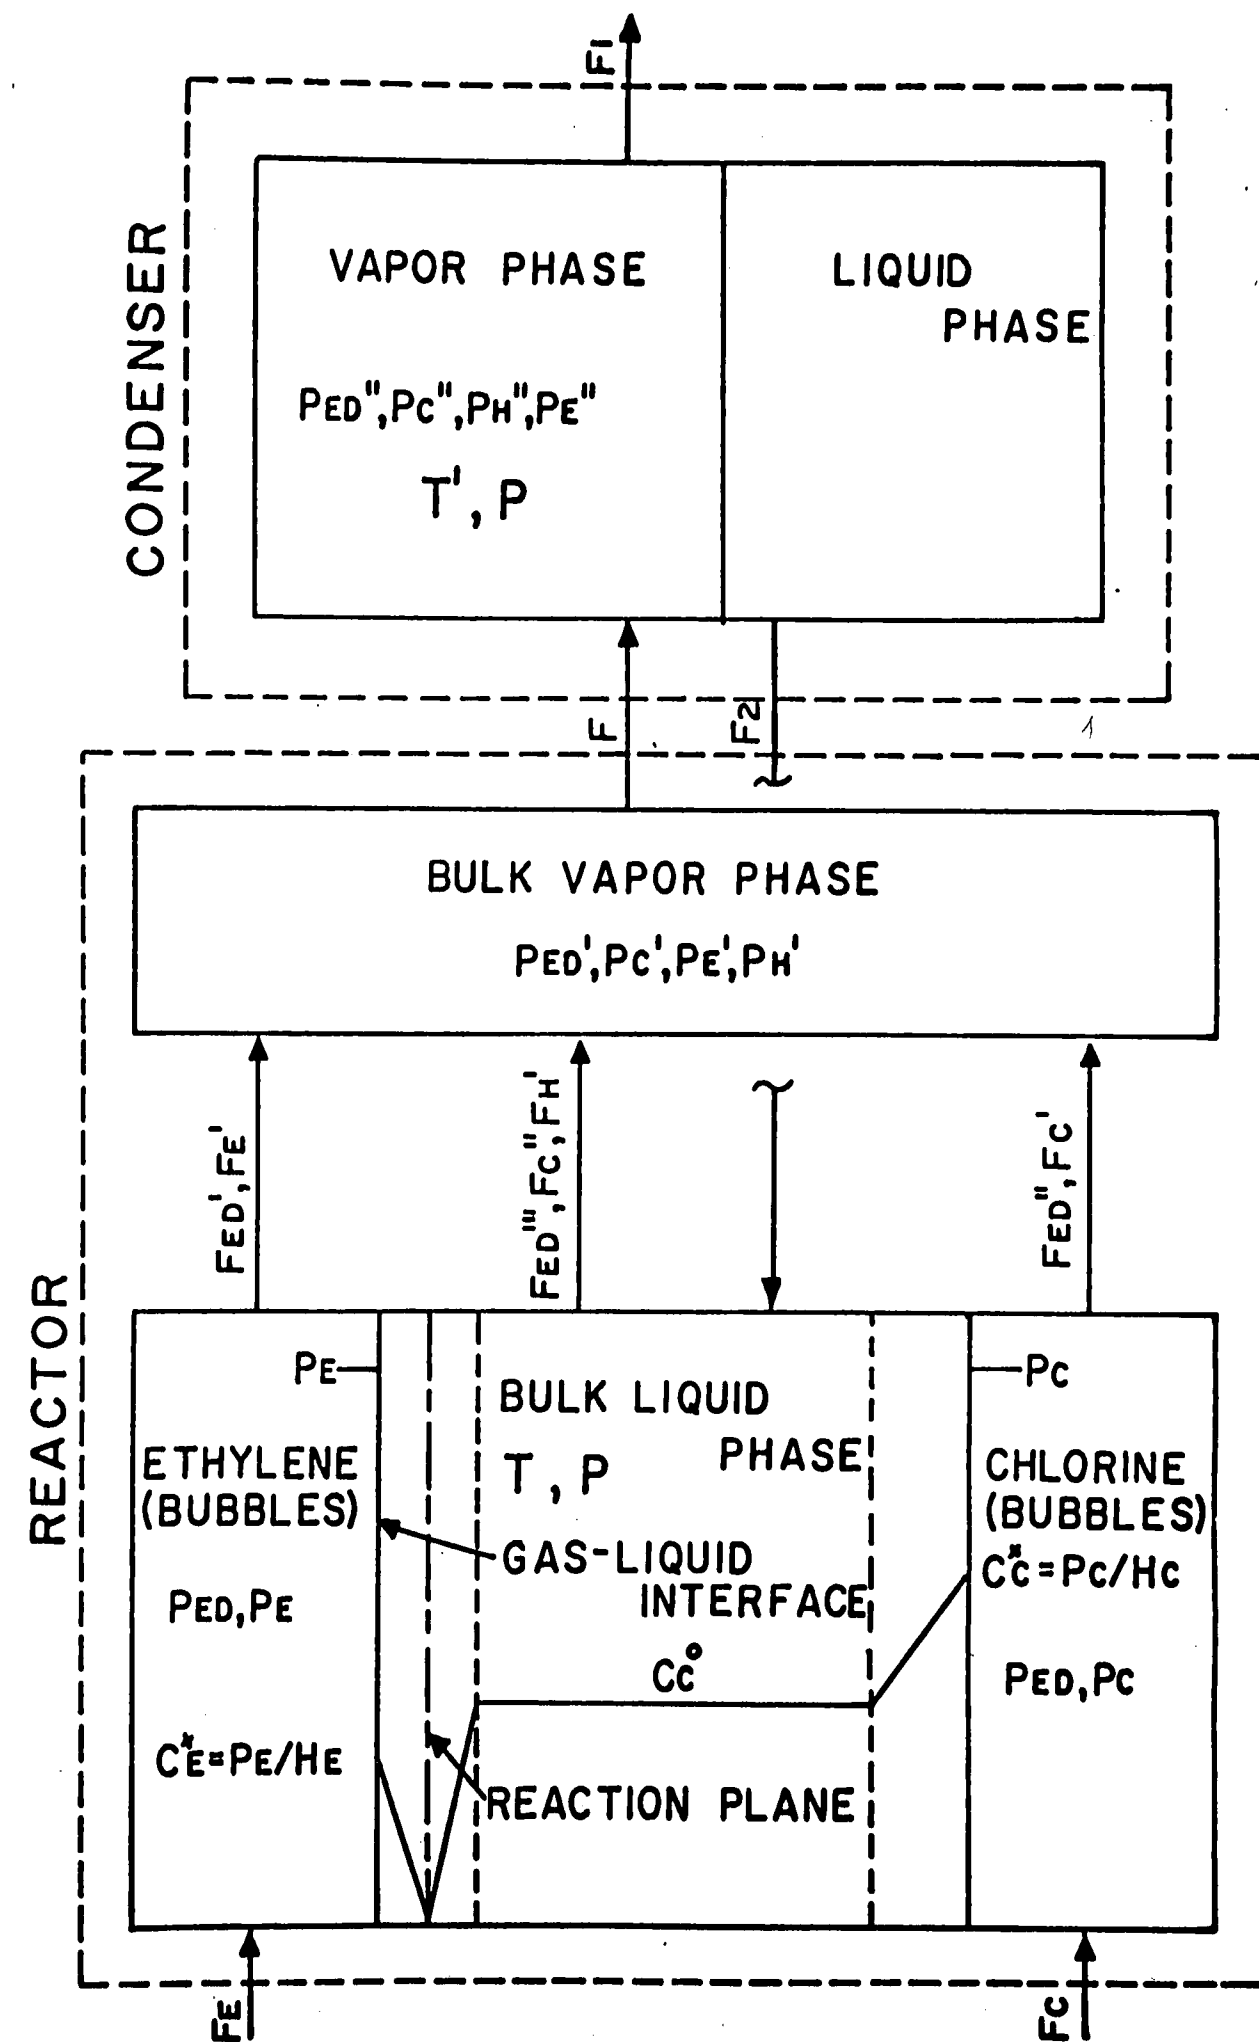 F1
CONDENSER
VAPOR PHASE
LIQUID
PHASE
PED",PC",PH",PE"
T',P
F
F2
REACTOR
BULK VAPOR PHASE
PED',PC',PE',PH'
FED',FE'
FED"',FC",FH'
FED",FC'
PE
BULK LIQUID
PHASE
T,P
PC
ETHYLENE
(BUBBLES)
CHLORINE
(BUBBLES)
GAS-LIQUID
INTERFACE
C*C=PC/HC
PED,PE
CC°
PED,PC
C*E=PE/HE
REACTION PLANE
FE
FC